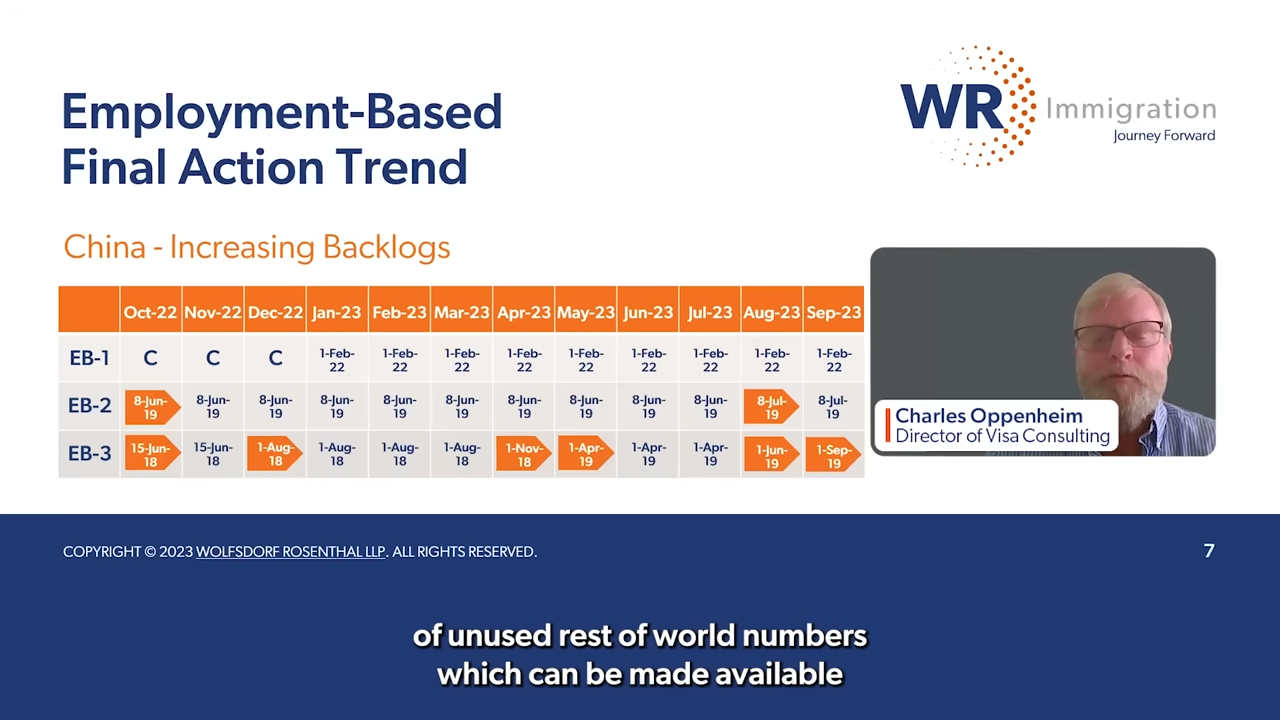 Employment-Based
Final Action Trend
WR Immigration
Journey Forward
China - Increasing Backlogs
Oct-22 Nov-22 Dec-22 Jan-23 Feb-23 Mar-23 Apr-23 May-23 Jun-23 Jul-23 Aug-23 Sep-23
EB-1 C C C 1-Feb-22 1-Feb-22 1-Feb-22 1-Feb-22 1-Feb-22 1-Feb-22 1-Feb-22 1-Feb-22 1-Feb-22
EB-2 8-Jun-19 8-Jun-19 8-Jun-19 8-Jun-19 8-Jun-19 8-Jun-19 8-Jun-19 8-Jun-19 8-Jun-19 8-Jun-19 8-Jul-19 8-Jul-19
EB-3 15-Jun-18 15-Jun-18 1-Aug-18 1-Aug-18 1-Aug-18 1-Aug-18 1-Nov-18 1-Apr-19 1-Apr-19 1-Apr-19 1-Jun-19 1-Sep-19
Charles Oppenheim
Director of Visa Consulting
COPYRIGHT © 2023 WOLFSDORF ROSENTHAL LLP. ALL RIGHTS RESERVED.
7
of unused rest of world numbers
which can be made available